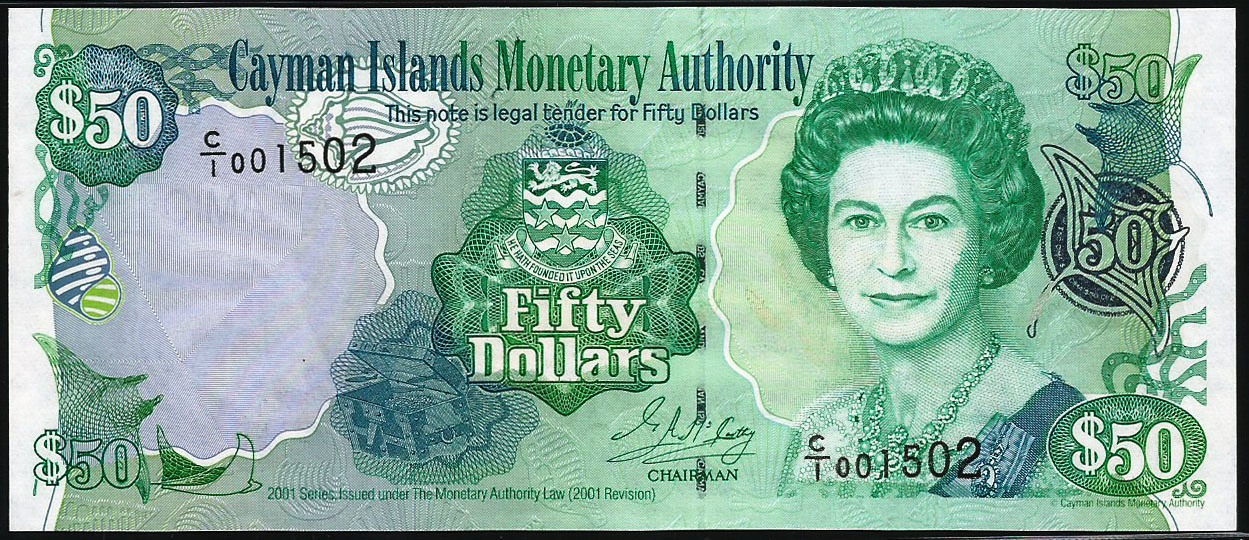 Cayman Islands Monetary Authority
$50
$50
This note is legal tender for Fifty Dollars
C/1 001502
50
HE HATH FOUNDED IT UPON THE SEAS
Fifty
Dollars
CHAIRMAN
C/1 001502
$50
$50
2001 Series Issued under The Monetary Authority Law (2001 Revision)
© Cayman Islands Monetary Authority